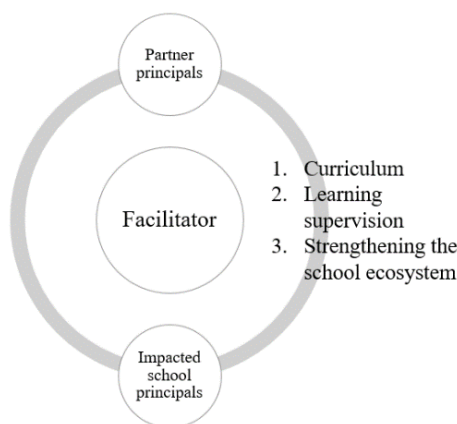 Partner
principals
Facilitator
1. Curriculum
2. Learning
supervision
3. Strengthening the
school ecosystem
Impacted
school
principals